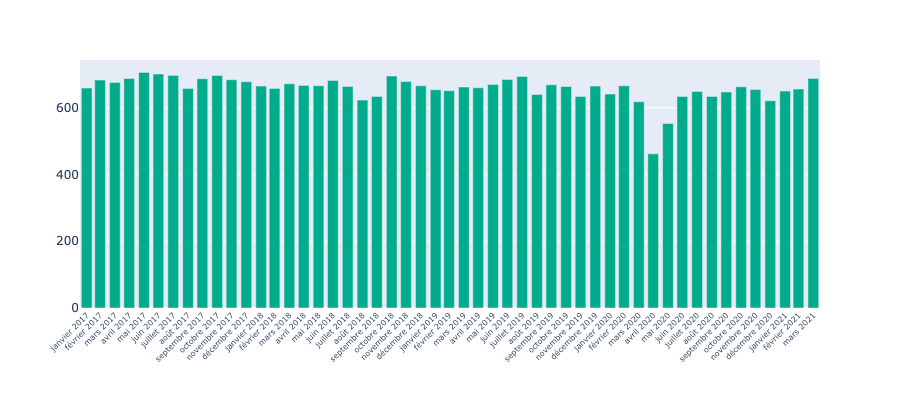 600
400
200
0
janvier 2017
février 2017
mars 2017
avril 2017
mai 2017
juin 2017
juillet 2017
août 2017
septembre 2017
octobre 2017
novembre 2017
décembre 2017
janvier 2018
février 2018
mars 2018
avril 2018
mai 2018
juin 2018
juillet 2018
août 2018
septembre 2018
octobre 2018
novembre 2018
décembre 2018
janvier 2019
février 2019
mars 2019
avril 2019
mai 2019
juin 2019
juillet 2019
août 2019
septembre 2019
octobre 2019
novembre 2019
décembre 2019
janvier 2020
février 2020
mars 2020
avril 2020
mai 2020
juin 2020
juillet 2020
août 2020
septembre 2020
octobre 2020
novembre 2020
décembre 2020
janvier 2021
février 2021
mars 2021